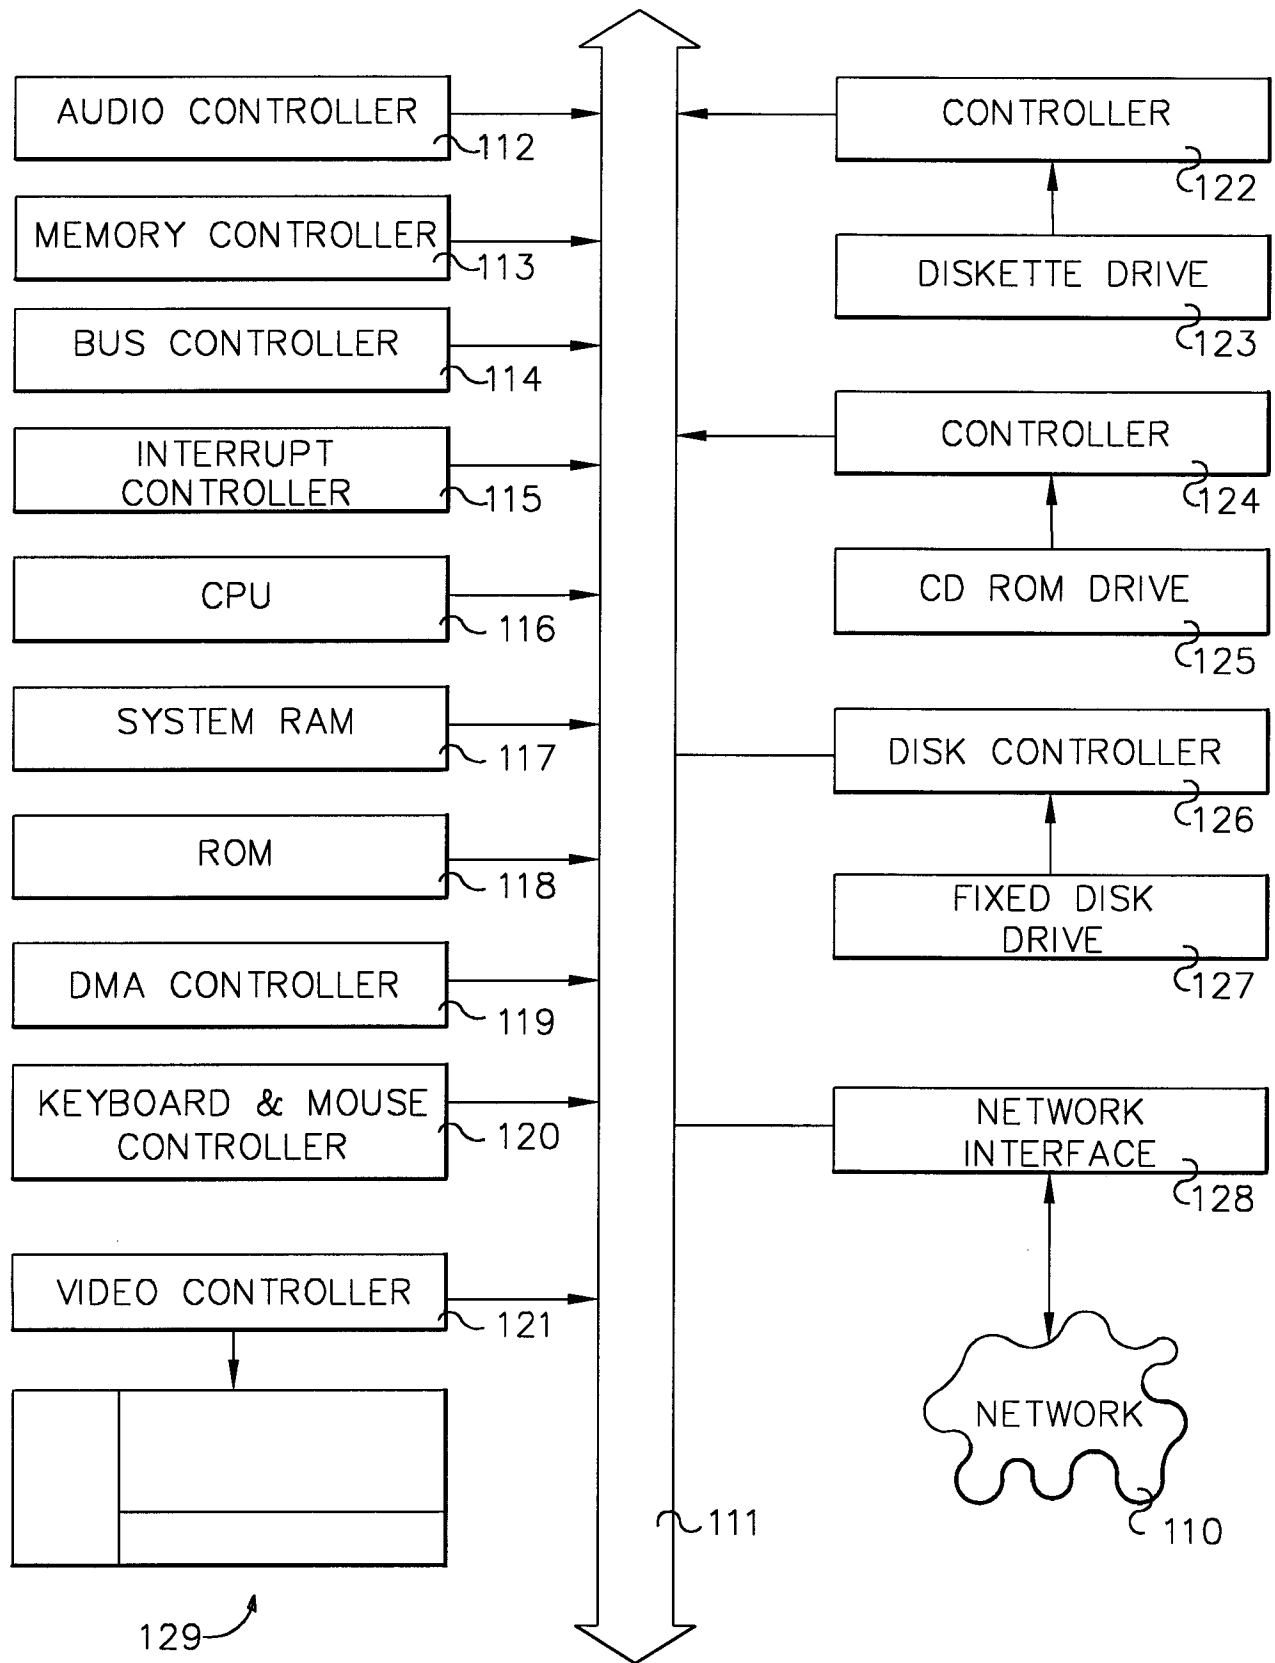 AUDIO CONTROLLER
112
MEMORY CONTROLLER
113
BUS CONTROLLER
114
INTERRUPT
CONTROLLER
115
CPU
116
SYSTEM RAM
117
ROM
118
DMA CONTROLLER
119
KEYBOARD & MOUSE
CONTROLLER
120
VIDEO CONTROLLER
121
129
111
CONTROLLER
122
DISKETTE DRIVE
123
CONTROLLER
124
CD ROM DRIVE
125
DISK CONTROLLER
126
FIXED DISK
DRIVE
127
NETWORK
INTERFACE
128
NETWORK
110